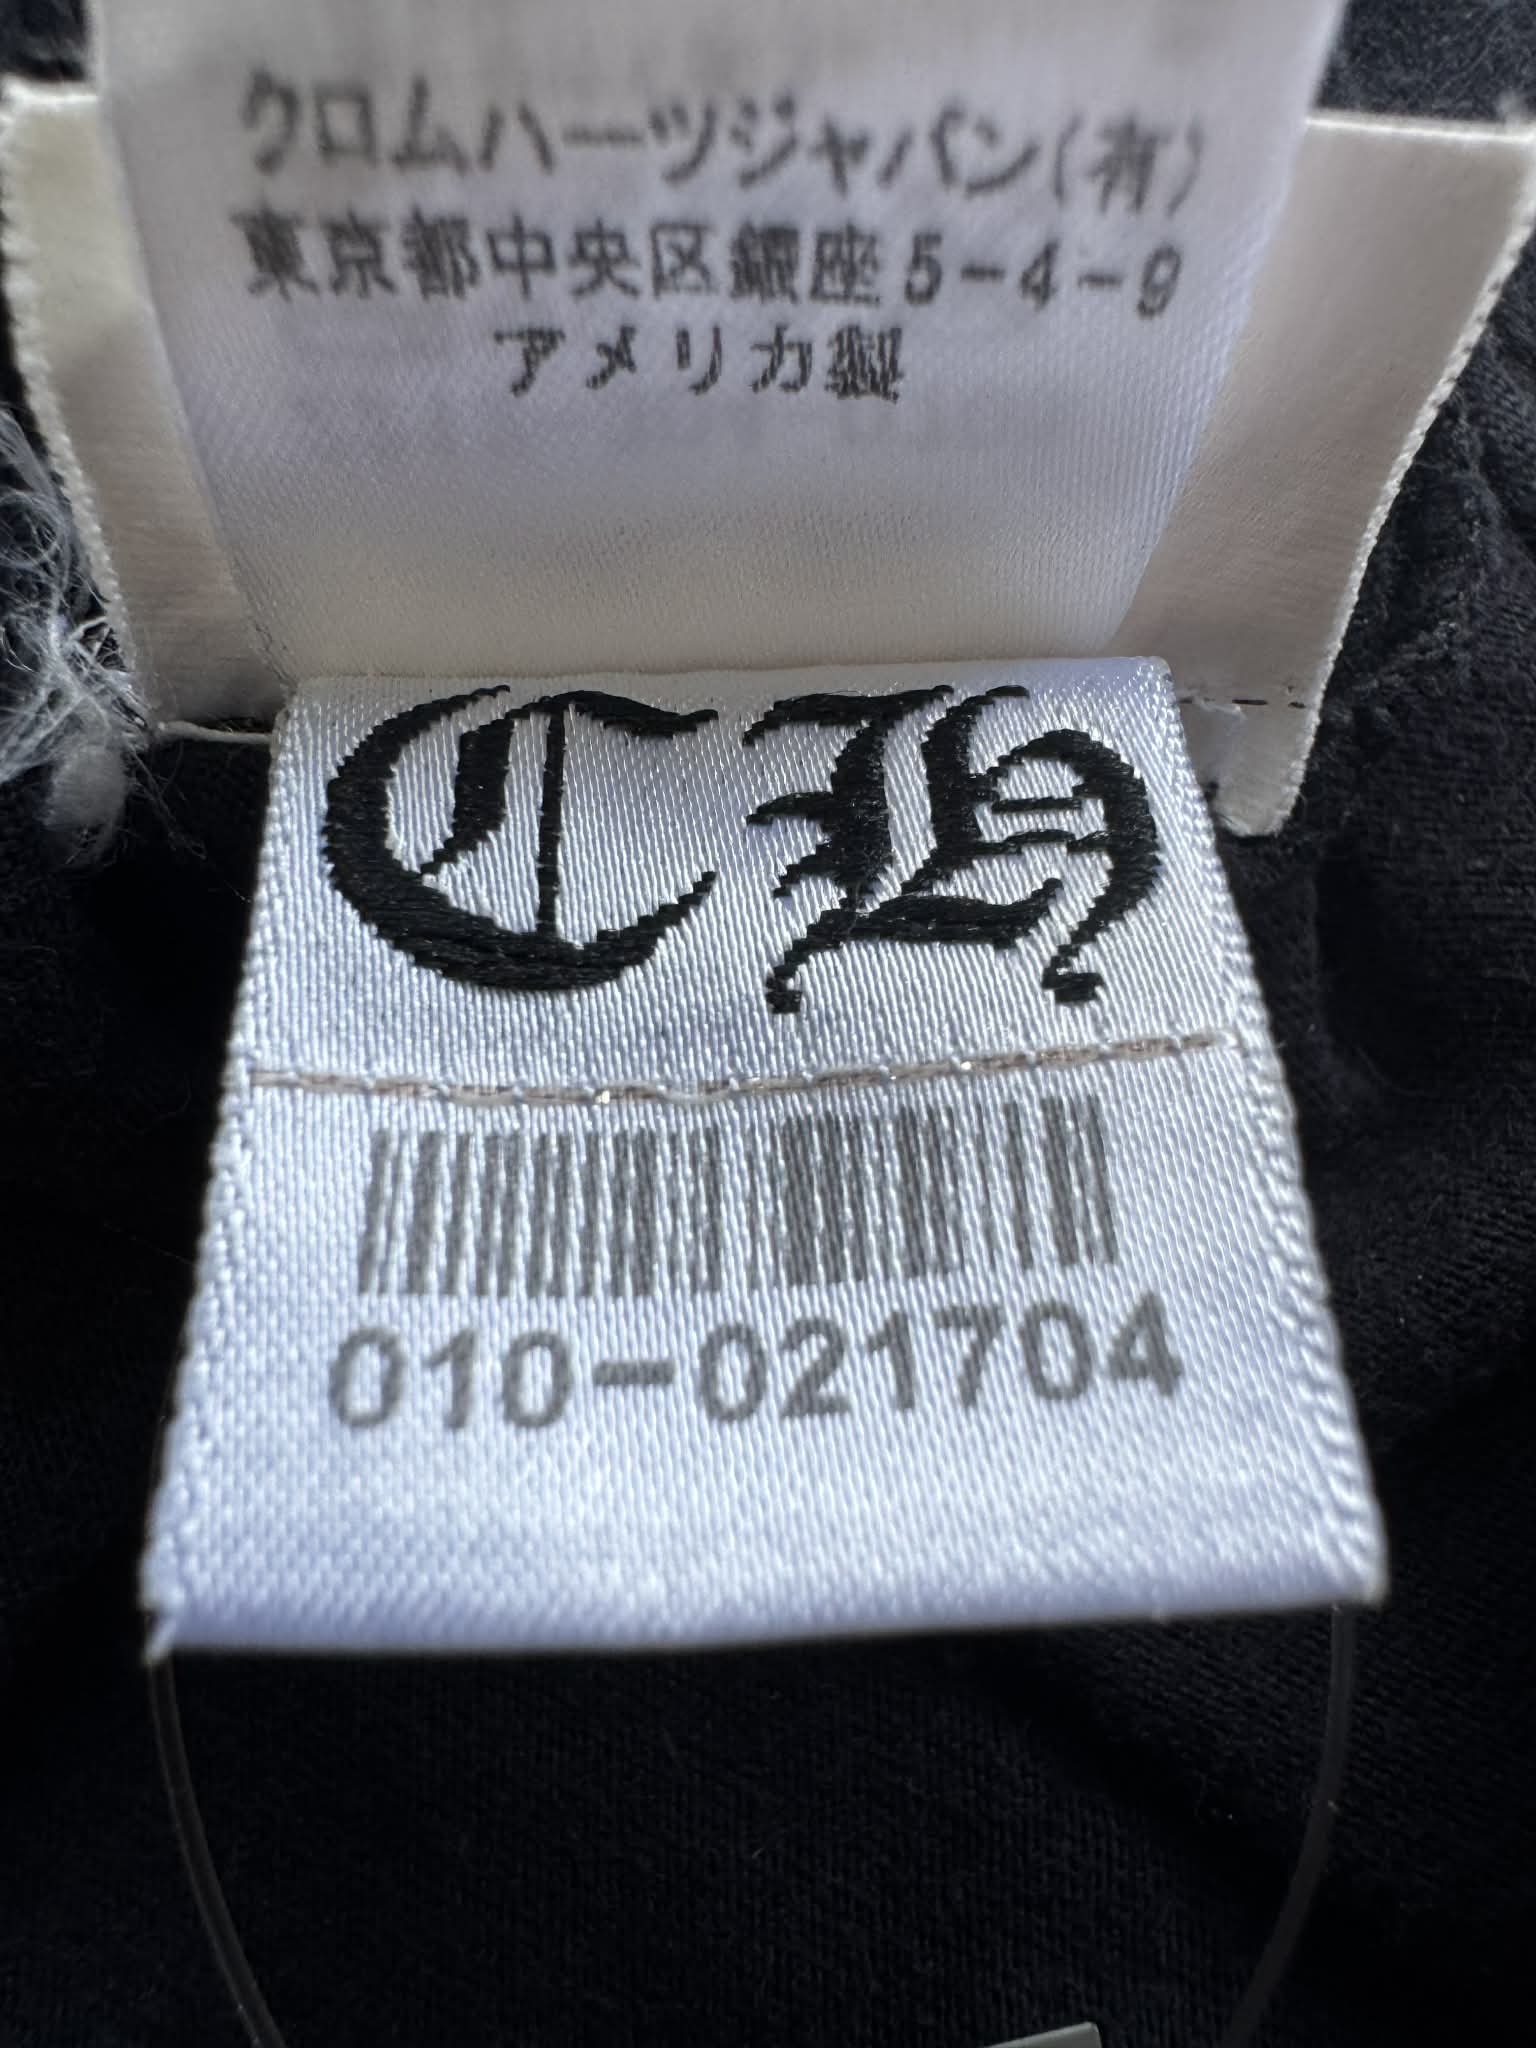 クロムハーツジャパン(有)
東京都中央区銀座5-4-9
アメリカ製
CH
010-021704